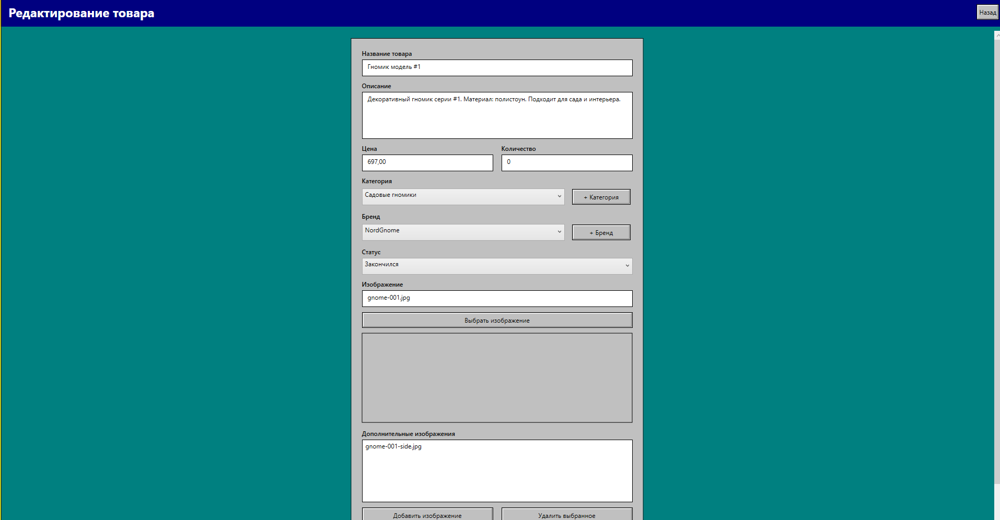 Редактирование товара
Назад
Название товара
Гномик модель #1
Описание
Декоративный гномик серии #1. Материал: полистоун. Подходит для сада и интерьера.
Цена
Количество
697,00
0
Категория
Садовые гномики
+ Категория
Бренд
NordGnome
+ Бренд
Статус
Закончился
Изображение
gnome-001.jpg
Выбрать изображение
Дополнительные изображения
gnome-001-side.jpg
Добавить изображение
Удалить выбранное